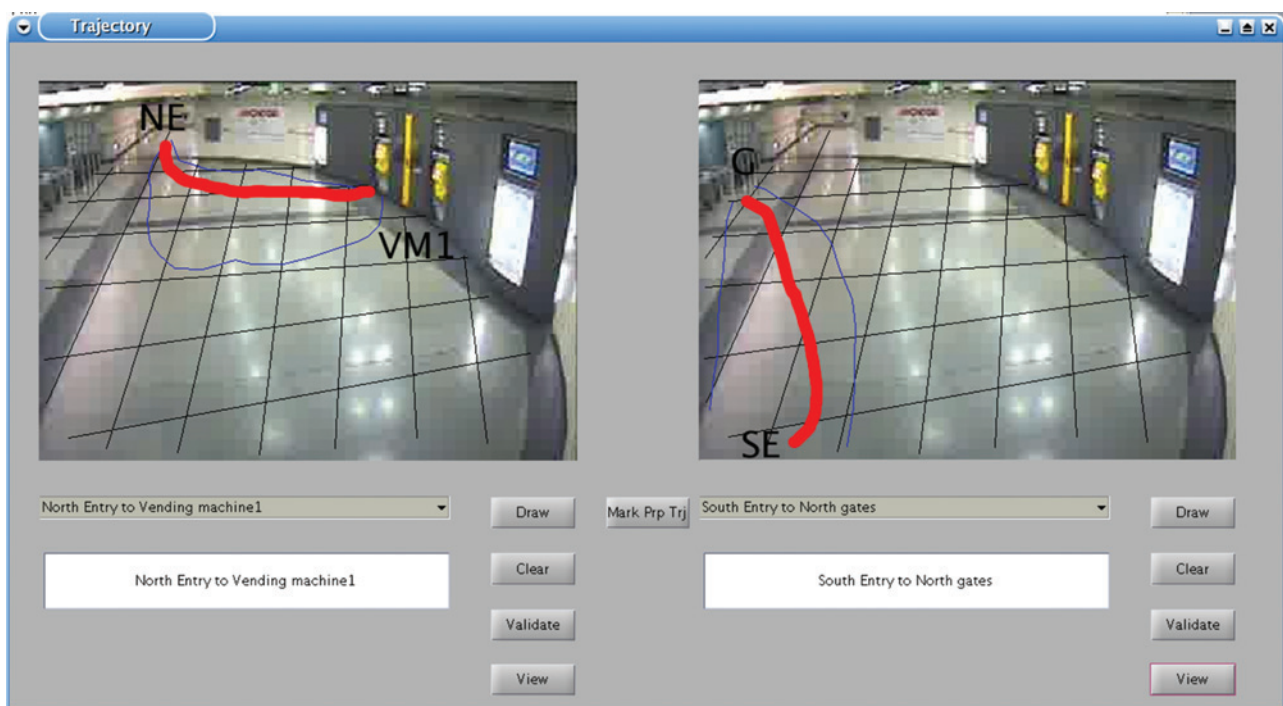 Trajectory
NE
VM1
G
SE
North Entry to Vending machine1
Draw
Mark Prp Trj
South Entry to North gates
Draw
North Entry to Vending machine1
Clear
South Entry to North gates
Clear
Validate
Validate
View
View